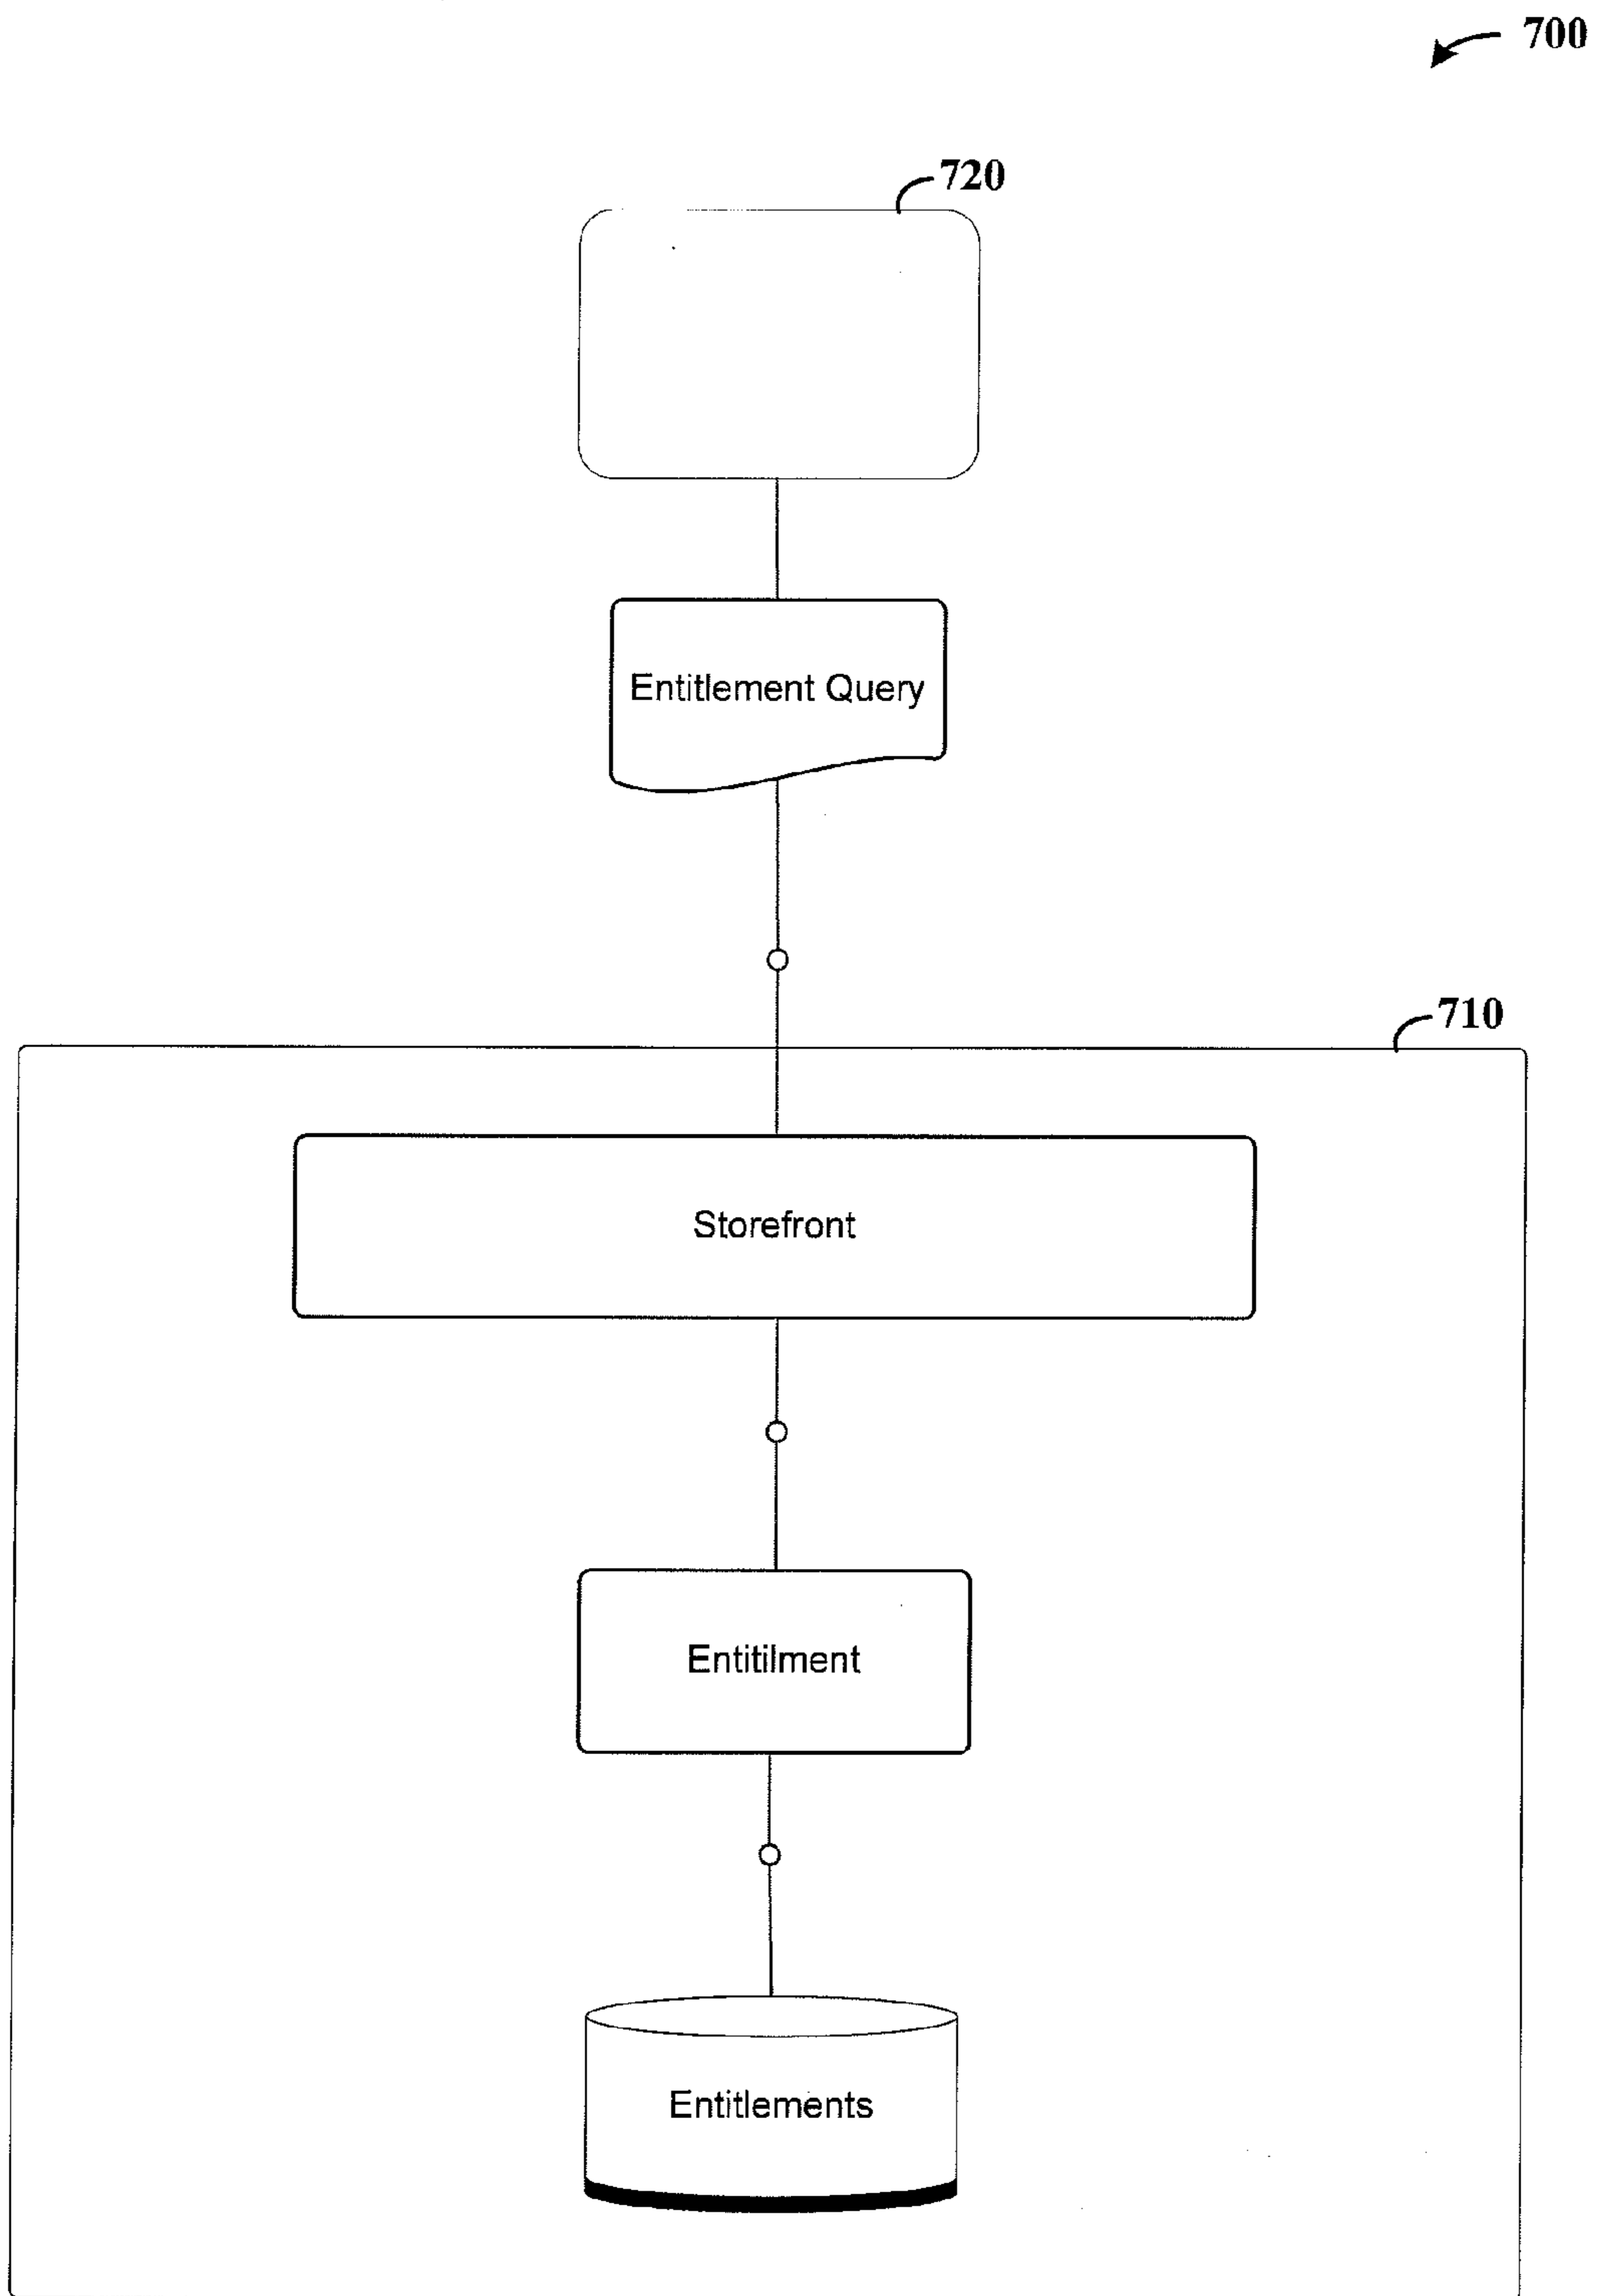 700
720
Entitlement Query
710
Storefront
Entitilment
Entitlements